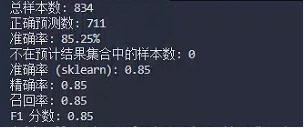 总样本数: 834
正确预测数: 711
准确率: 85.25%
不在预计结果集合中的样本数: 0
准确率 (sklearn): 0.85
精确率: 0.85
召回率: 0.85
F1 分数: 0.85